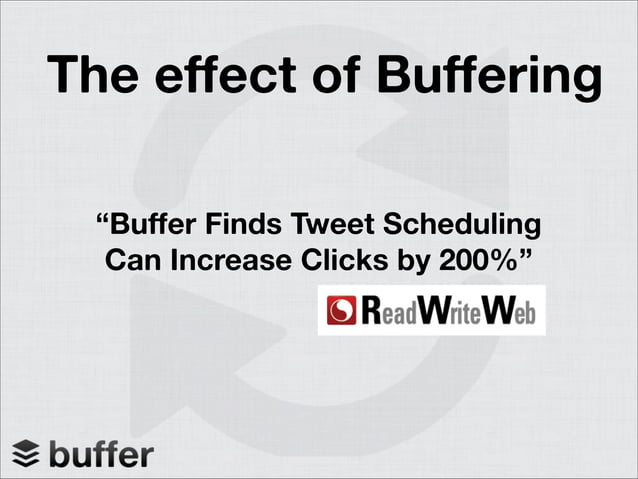 The effect of Buffering
“Buffer Finds Tweet Scheduling
Can Increase Clicks by 200%”
ReadWriteWeb
buffer